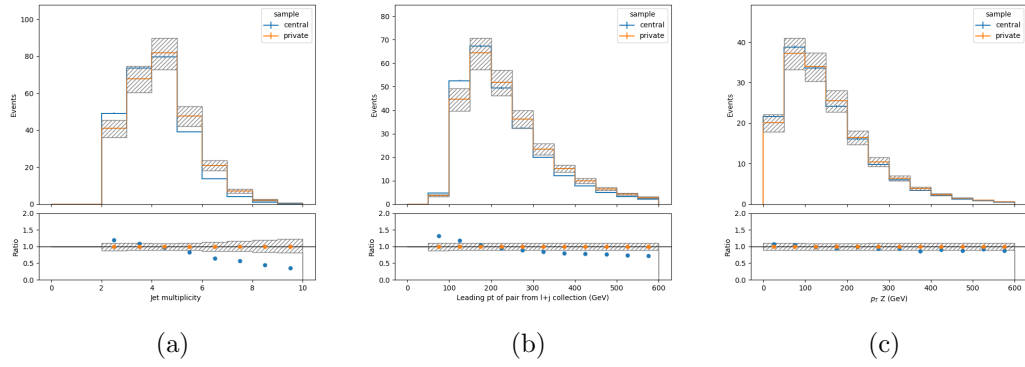 sample
central
private
Events
100
80
60
40
20
0
Ratio
2.0
1.5
1.0
0.5
0.0
0
2
4
6
8
10
Jet multiplicity
(a)
sample
central
private
Events
80
70
60
50
40
30
20
10
0
Ratio
2.0
1.5
1.0
0.5
0.0
0
100
200
300
400
500
600
Leading pt of pair from l+j collection (GeV)
(b)
sample
central
private
Events
40
30
20
10
0
Ratio
2.0
1.5
1.0
0.5
0.0
0
100
200
300
400
500
600
pT Z (GeV)
(c)